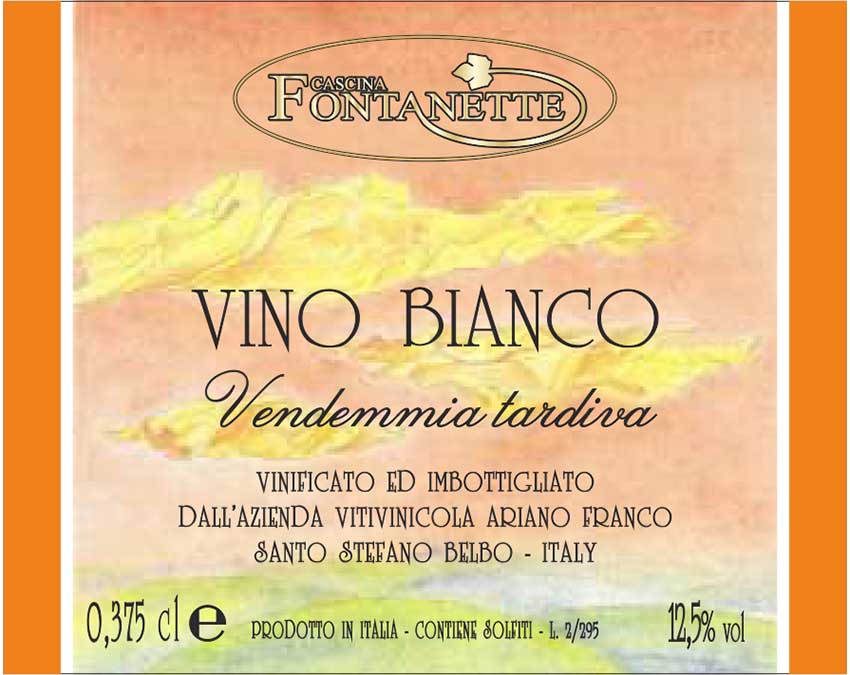 CASCINA
FONTANETTE
VINO BIANCO
Vendemmia tardiva
VINIFICATO ED IMBOTTIGLIATO
DALL'AZIENDA VITIVINICOLA ARIANO FRANCO
SANTO STEFANO BELBO - ITALY
0,375 cl e PRODOTTO IN ITALIA - CONTIENE SOLFITI - L. 2/295 12,5% vol